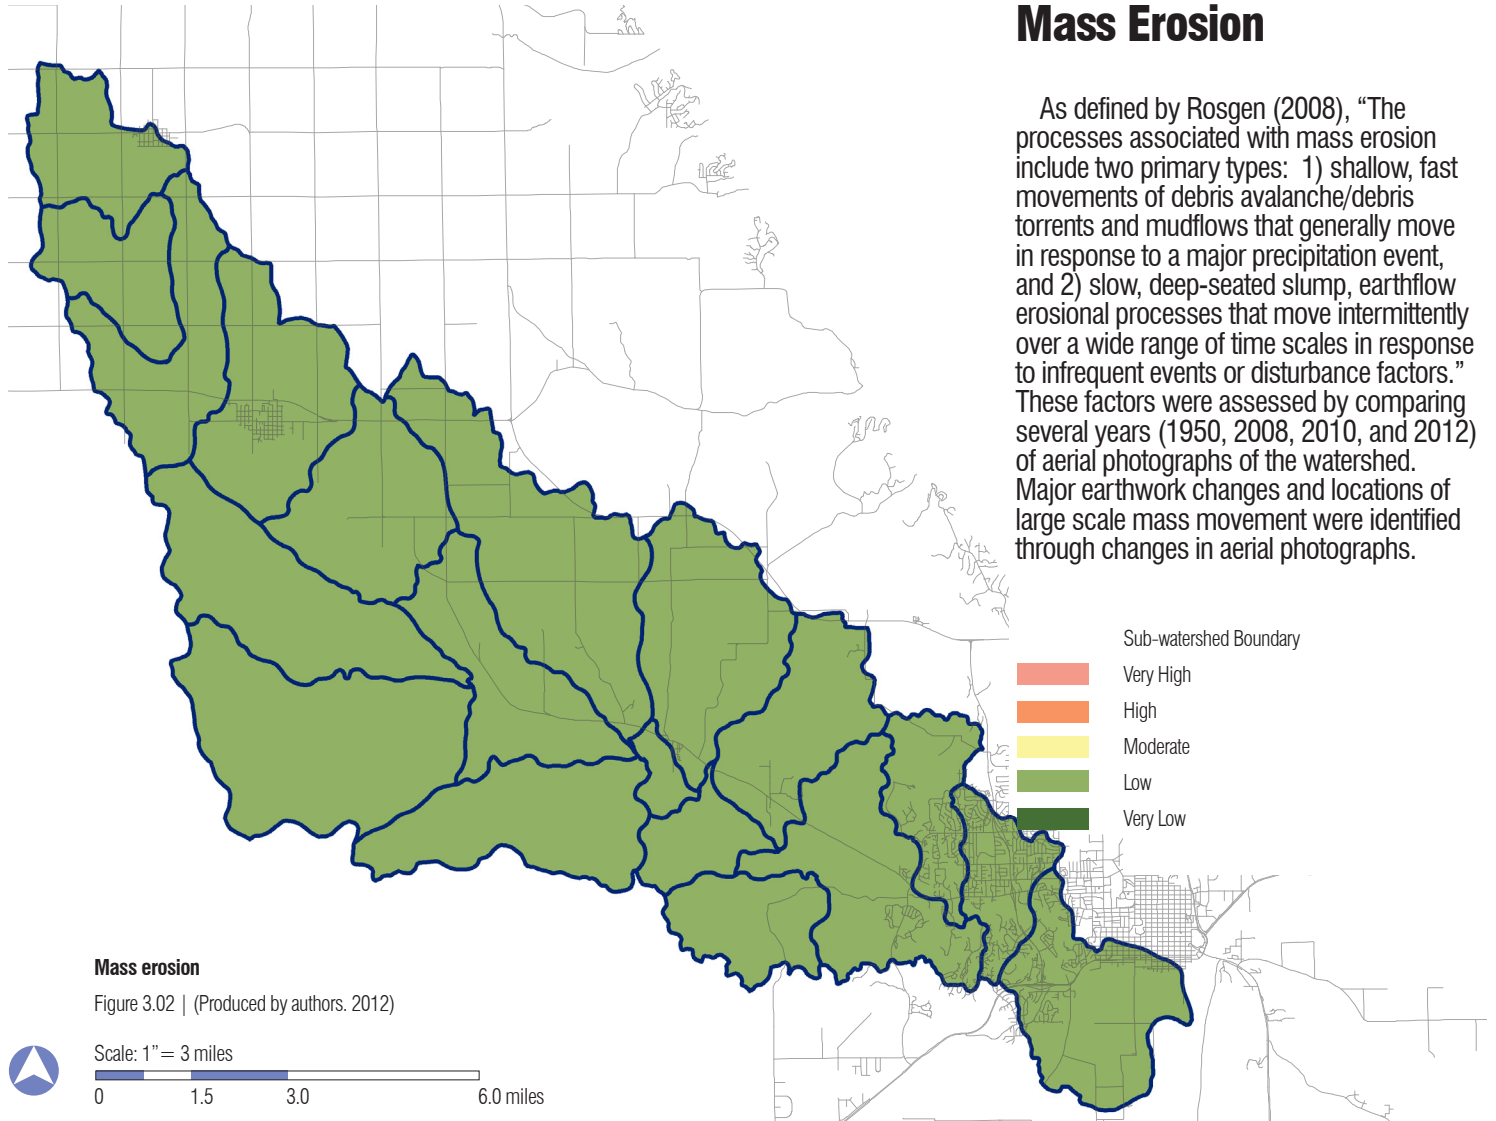 Mass Erosion
As defined by Rosgen (2008), “The
processes associated with mass erosion
include two primary types:  1) shallow, fast
movements of debris avalanche/debris
torrents and mudflows that generally move
in response to a major precipitation event,
and 2) slow, deep-seated slump, earthflow
erosional processes that move intermittently
over a wide range of time scales in response
to infrequent events or disturbance factors.”
These factors were assessed by comparing
several years (1950, 2008, 2010, and 2012)
of aerial photographs of the watershed.
Major earthwork changes and locations of
large scale mass movement were identified
through changes in aerial photographs.
Sub-watershed Boundary
Very High
High
Moderate
Low
Very Low
Mass erosion
Figure 3.02 | (Produced by authors. 2012)
Scale: 1”= 3 miles
0 1.5 3.0 6.0 miles